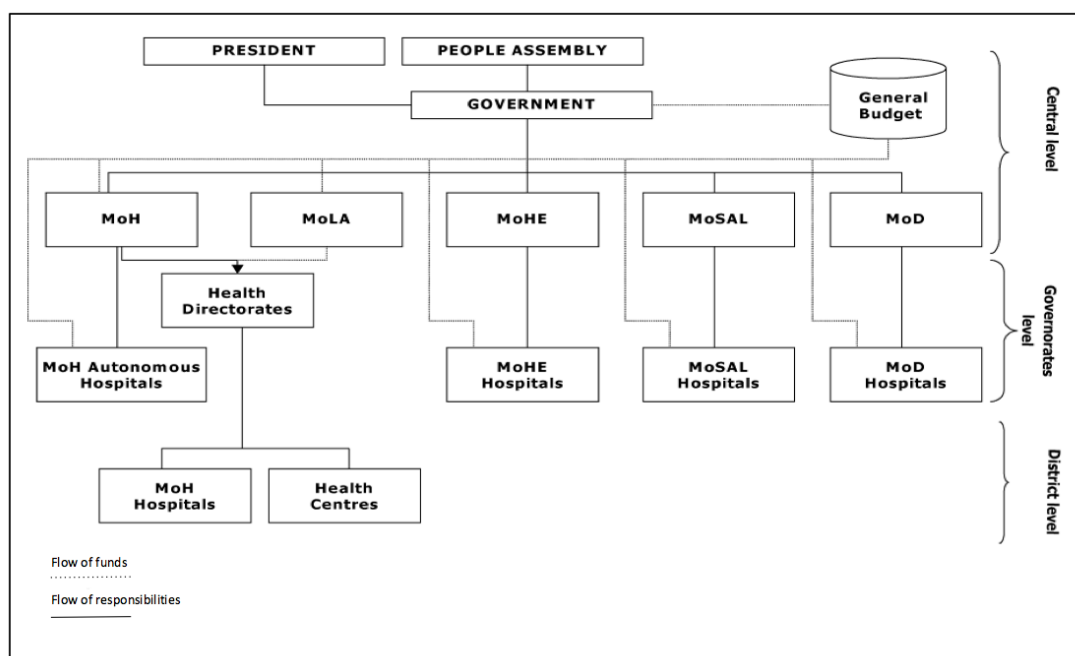 PRESIDENT
PEOPLE ASSEMBLY
GOVERNMENT
General
Budget
Central level
MoH
MoLA
MoHE
MoSAL
MoD
Health
Directorates
Governorates
level
MoH Autonomous
Hospitals
MoHE
Hospitals
MoSAL
Hospitals
MoD
Hospitals
MoH
Hospitals
Health
Centres
District level
Flow of funds
Flow of responsibilities